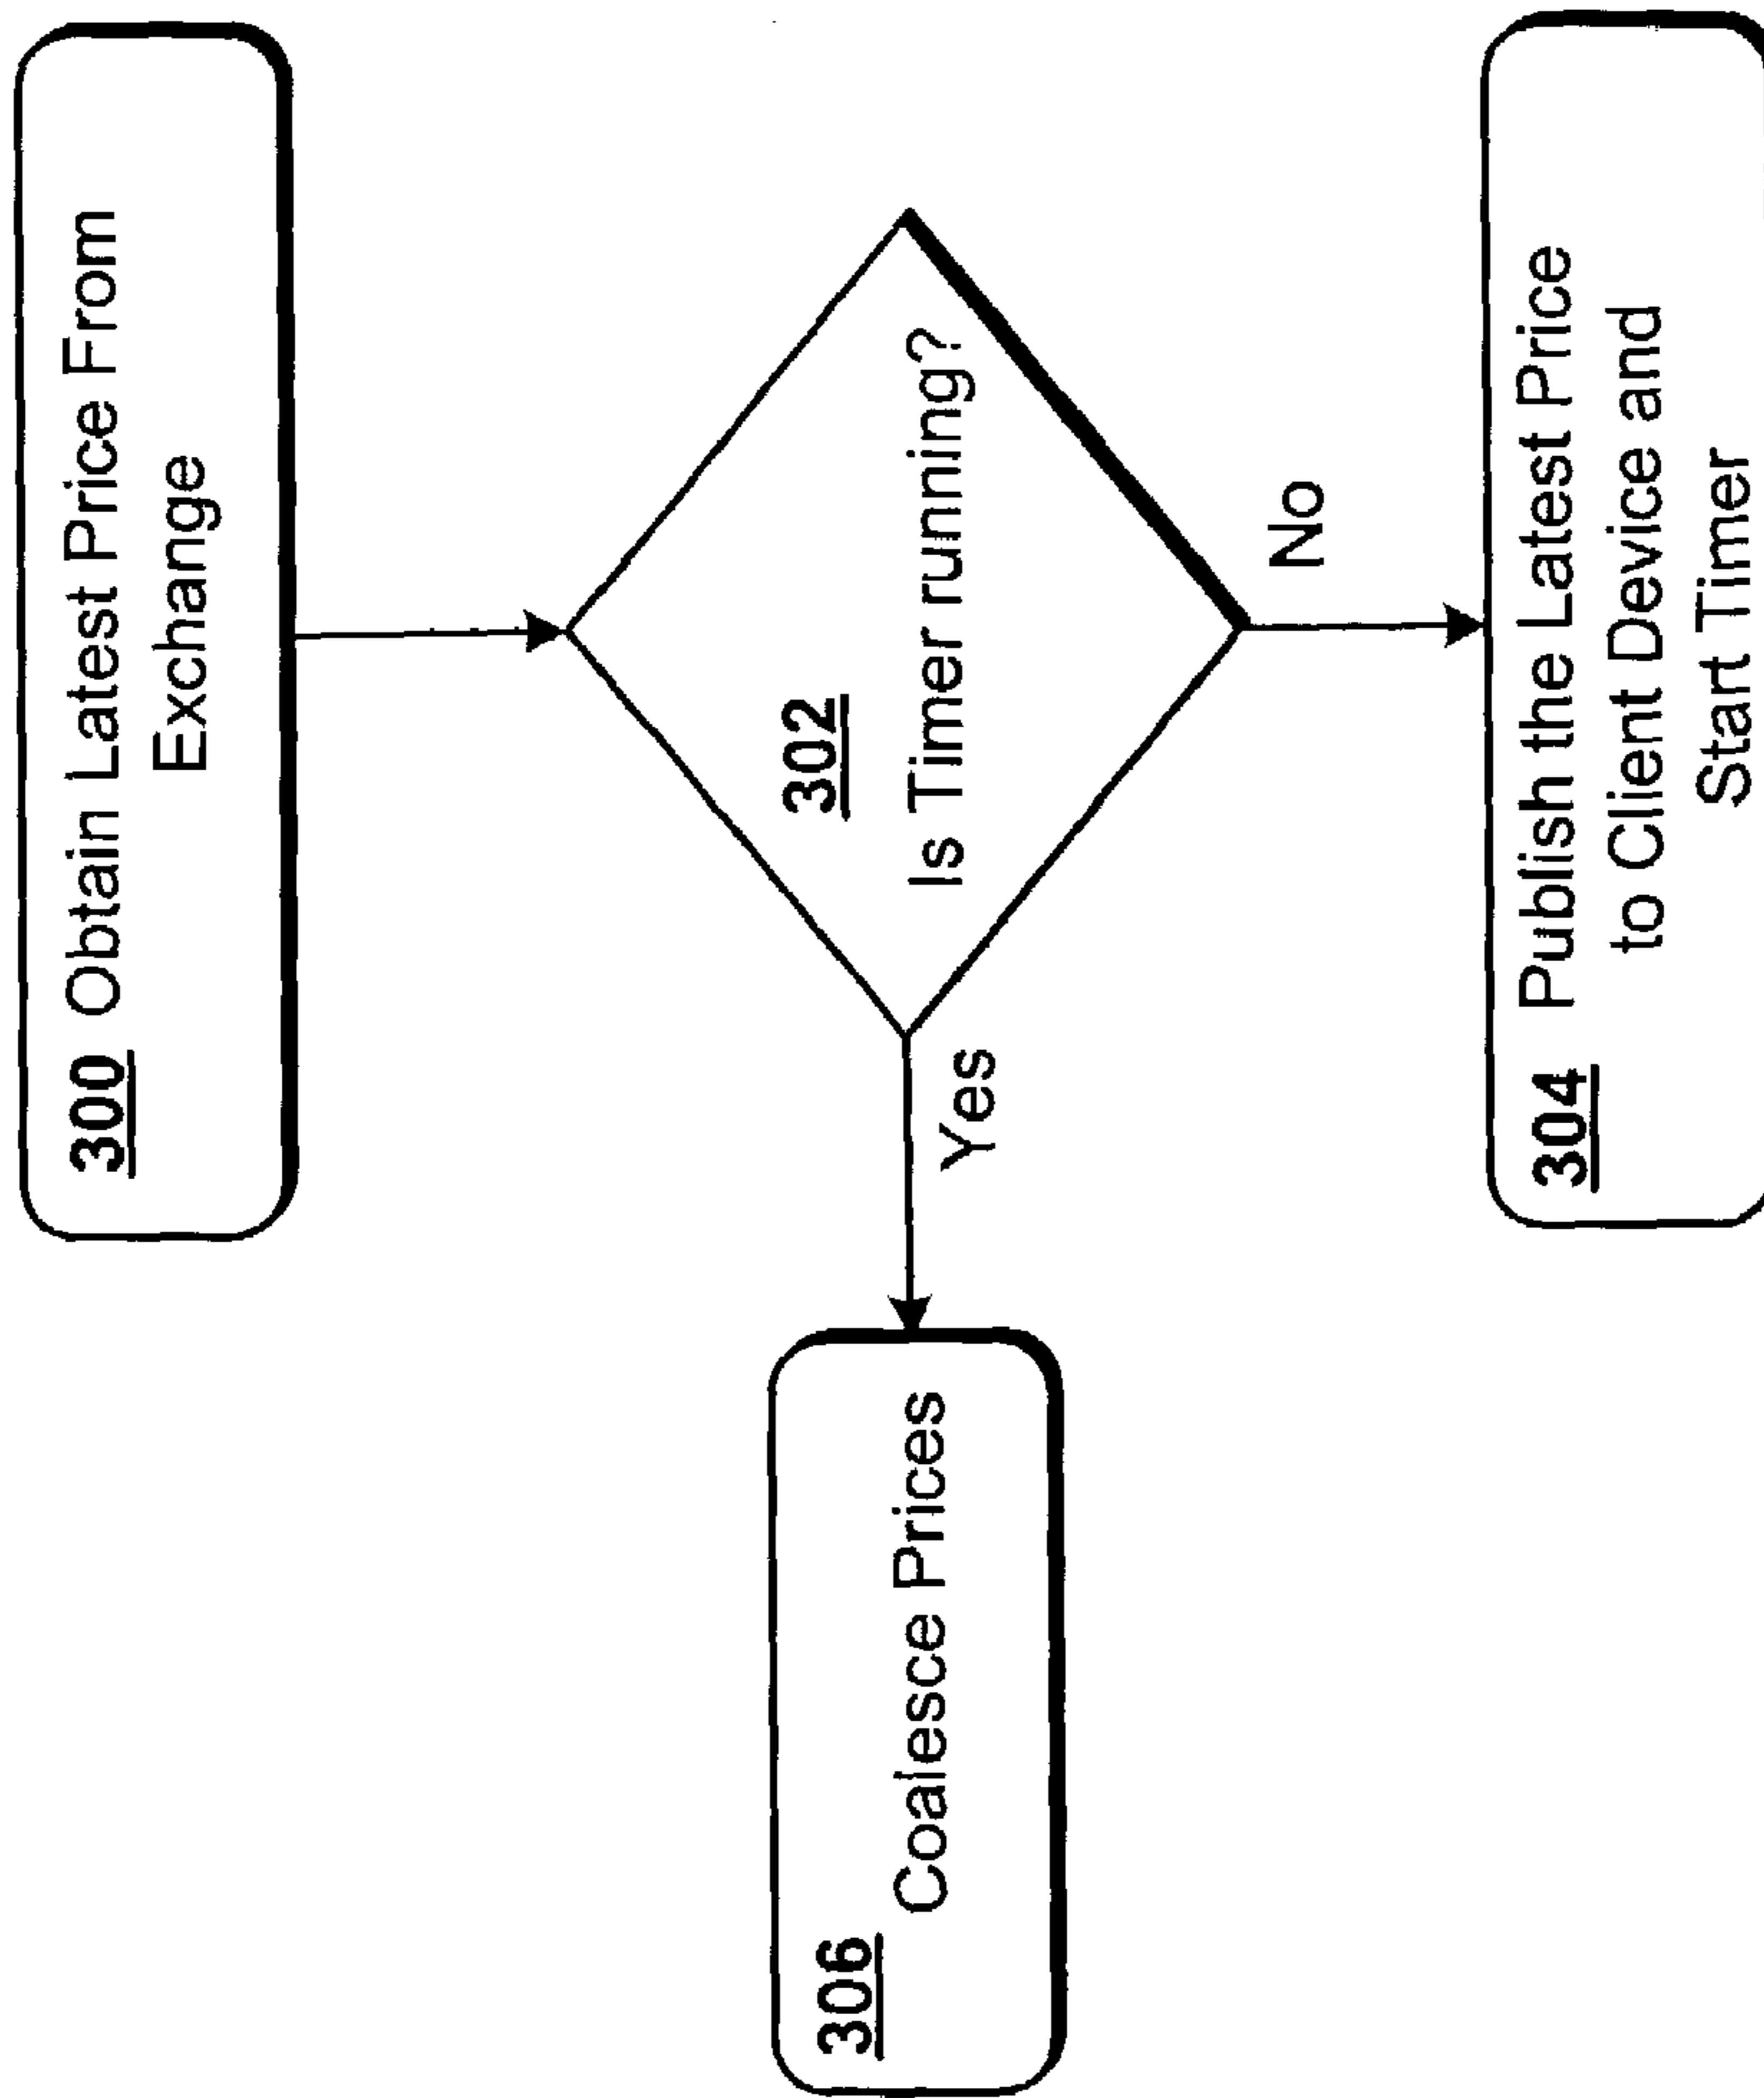 300 Obtain Latest Price From
Exchange
302
Is Timer running?
Yes
No
306
Coalesce Prices
304 Publish the Latest Price
to Client Device and
Start Timer